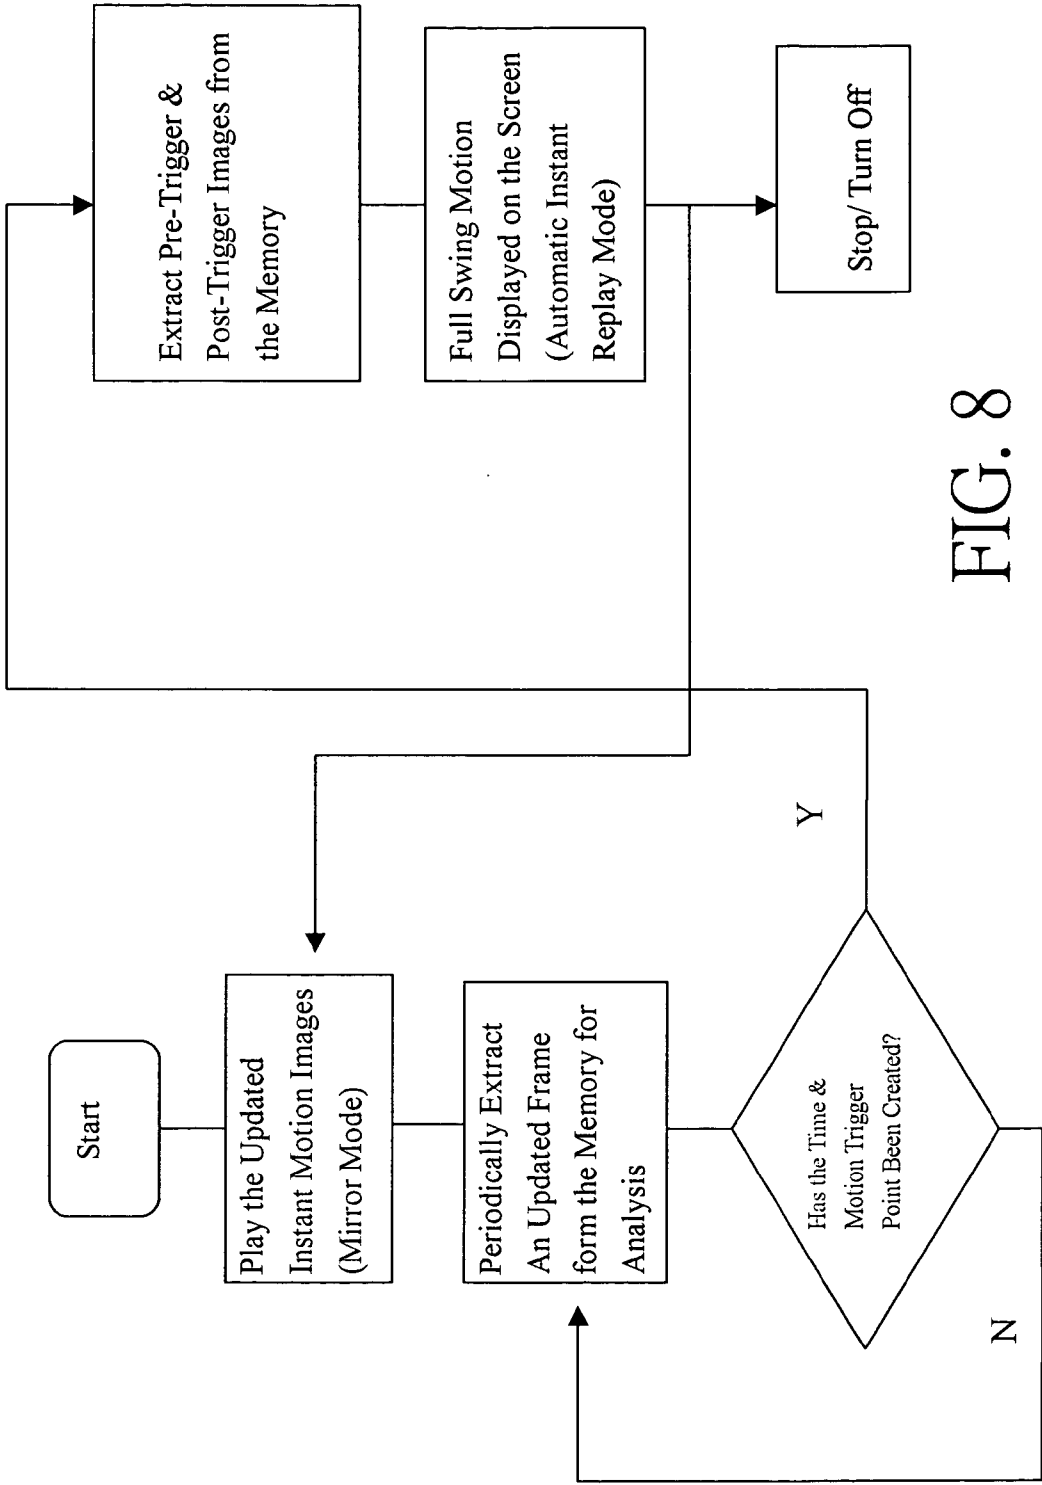 Start
Play the Updated
Instant Motion Images
(Mirror Mode)
Periodically Extract
An Updated Frame
form the Memory for
Analysis
Has the Time &
Motion Trigger
Point Been Created?
N
Y
Extract Pre-Trigger &
Post-Trigger Images from
the Memory
Full Swing Motion
Displayed on the Screen
(Automatic Instant
Replay Mode)
Stop/ Turn Off
FIG. 8